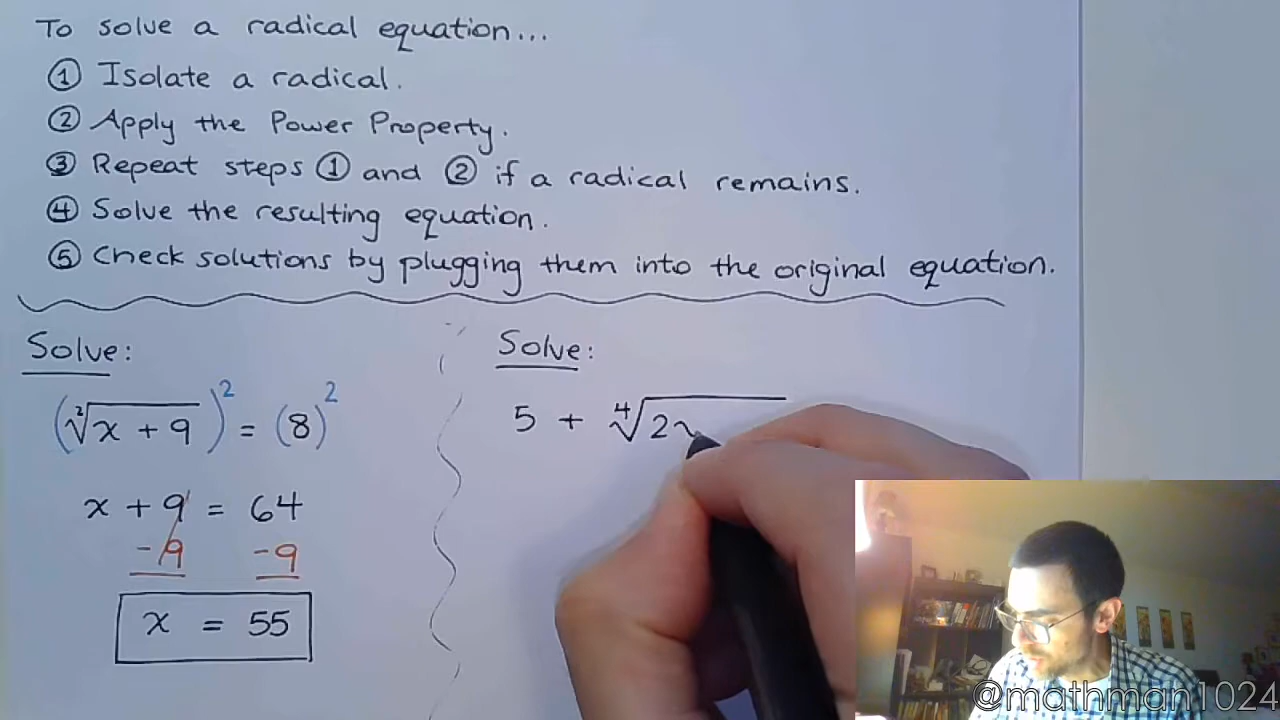 To solve a radical equation...
① Isolate a radical.
② Apply the Power Property.
③ Repeat steps ① and ② if a radical remains.
④ Solve the resulting equation.
⑤ Check solutions by plugging them into the original equation.
Solve:
(²√x + 9)² = (8)²
x + 9 = 64
-9 -9
x = 55
Solve:
5 + ⁴√2
@mathman1024